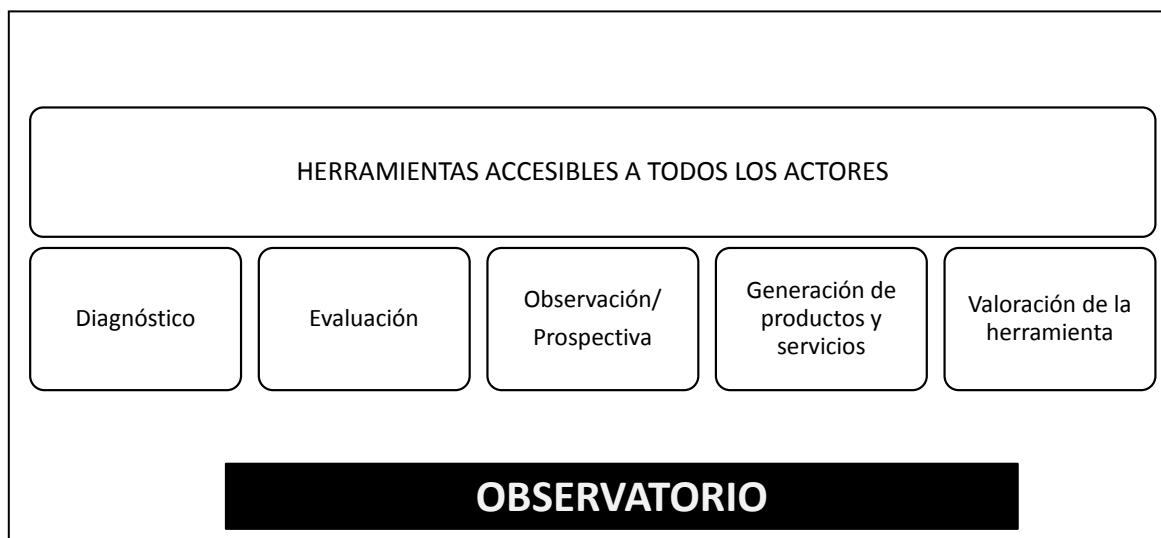 HERRAMIENTAS ACCESIBLES A TODOS LOS ACTORES
Diagnóstico
Evaluación
Observación/
Prospectiva
Generación de
productos y
servicios
Valoración de la
herramienta
OBSERVATORIO